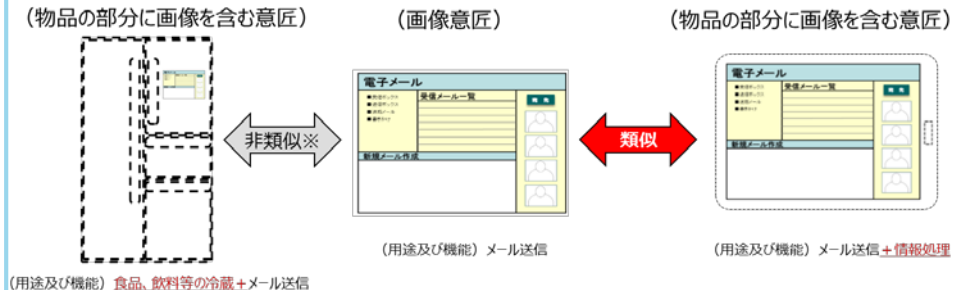 （物品の部分に画像を含む意匠）
（画像意匠）
（物品の部分に画像を含む意匠）
非類似※
電子メール
受信メール一覧
新規メール作成
類似
電子メール
受信メール一覧
新規メール作成
（用途及び機能）メール送信
（用途及び機能）メール送信＋情報処理
（用途及び機能）食品、飲料等の冷蔵＋メール送信